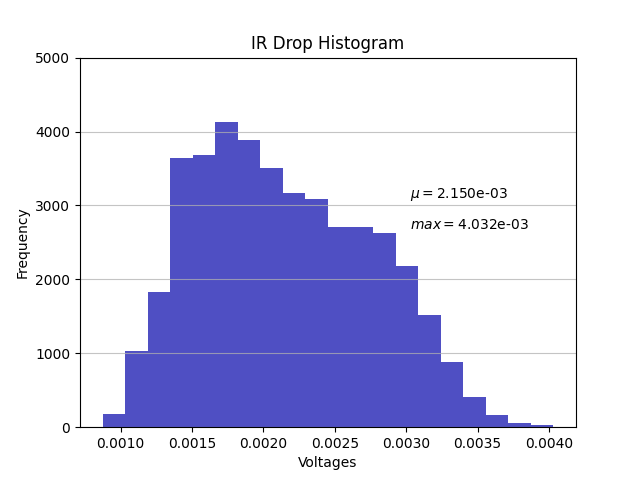 IR Drop Histogram
5000
4000
3000
2000
1000
0
Frequency
μ = 2.150e-03
max = 4.032e-03
0.0010 0.0015 0.0020 0.0025 0.0030 0.0035 0.0040
Voltages